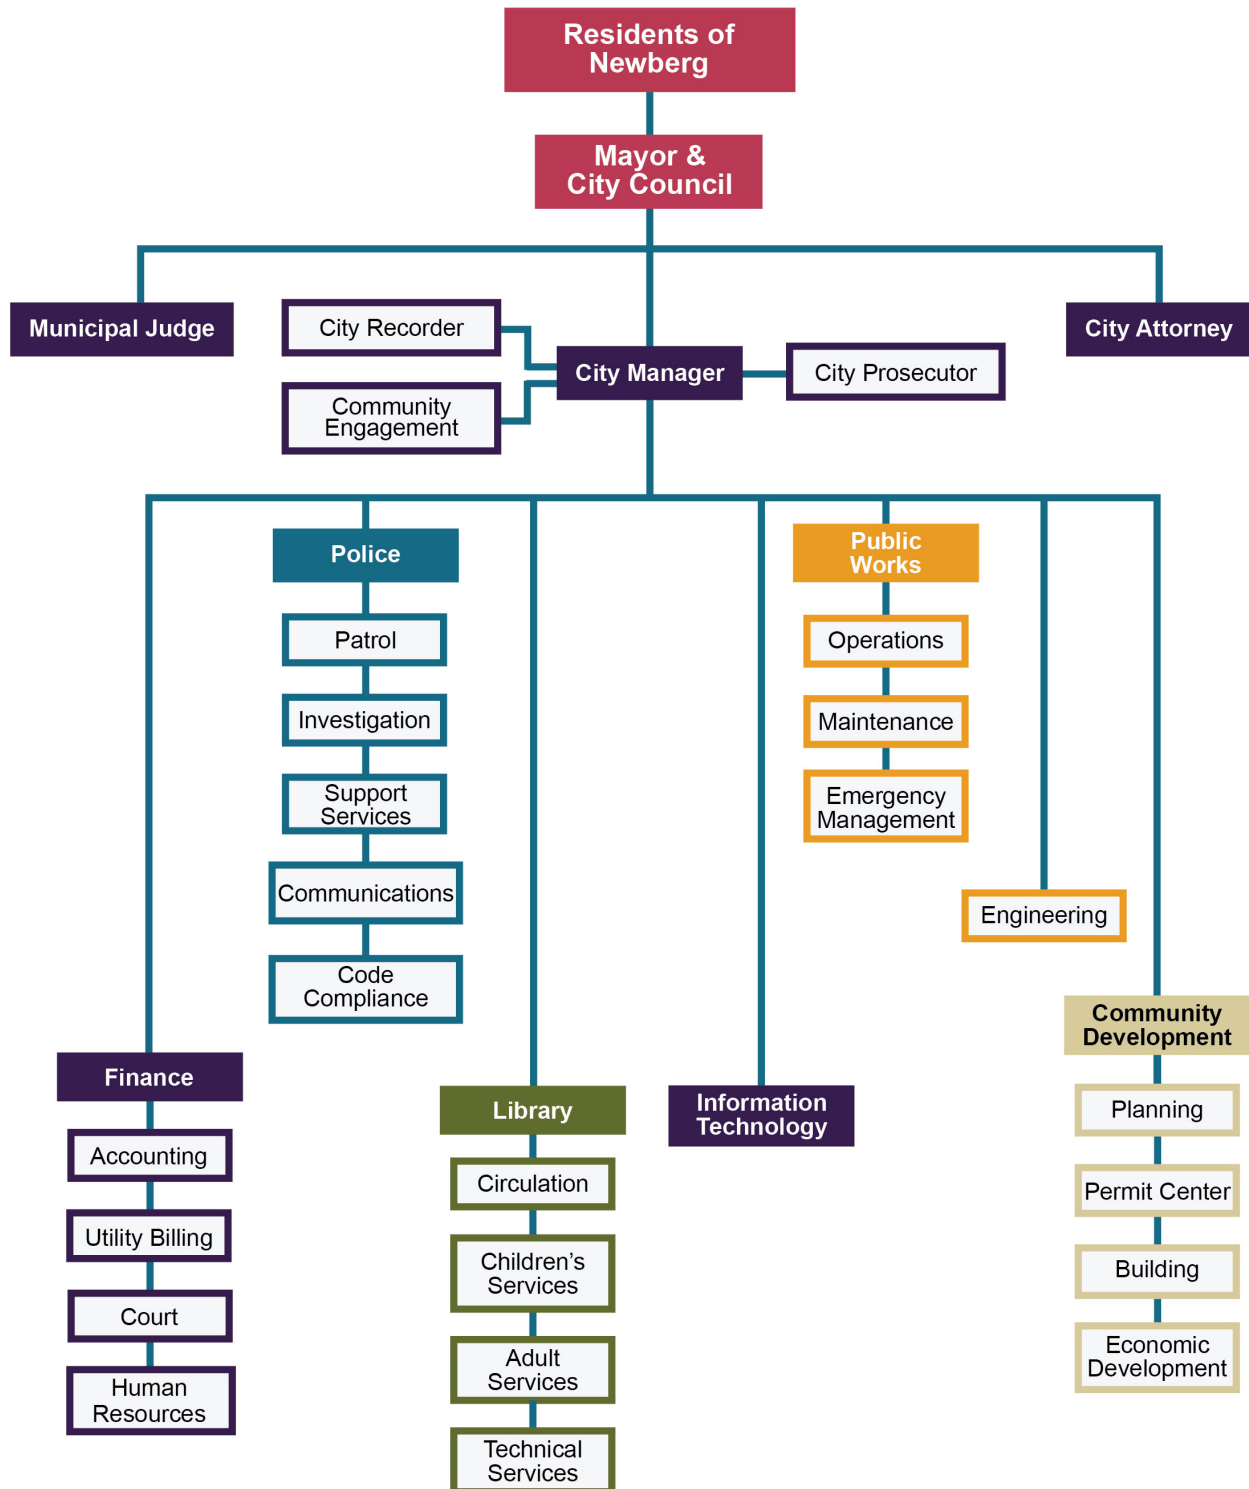 Residents of
Newberg
Mayor &
City Council
Municipal Judge
City Recorder
City Attorney
City Manager
City Prosecutor
Community
Engagement
Police
Patrol
Investigation
Support
Services
Communications
Code
Compliance
Public
Works
Operations
Maintenance
Emergency
Management
Engineering
Finance
Accounting
Utility Billing
Court
Human
Resources
Library
Circulation
Children’s
Services
Adult
Services
Technical
Services
Information
Technology
Community
Development
Planning
Permit Center
Building
Economic
Development